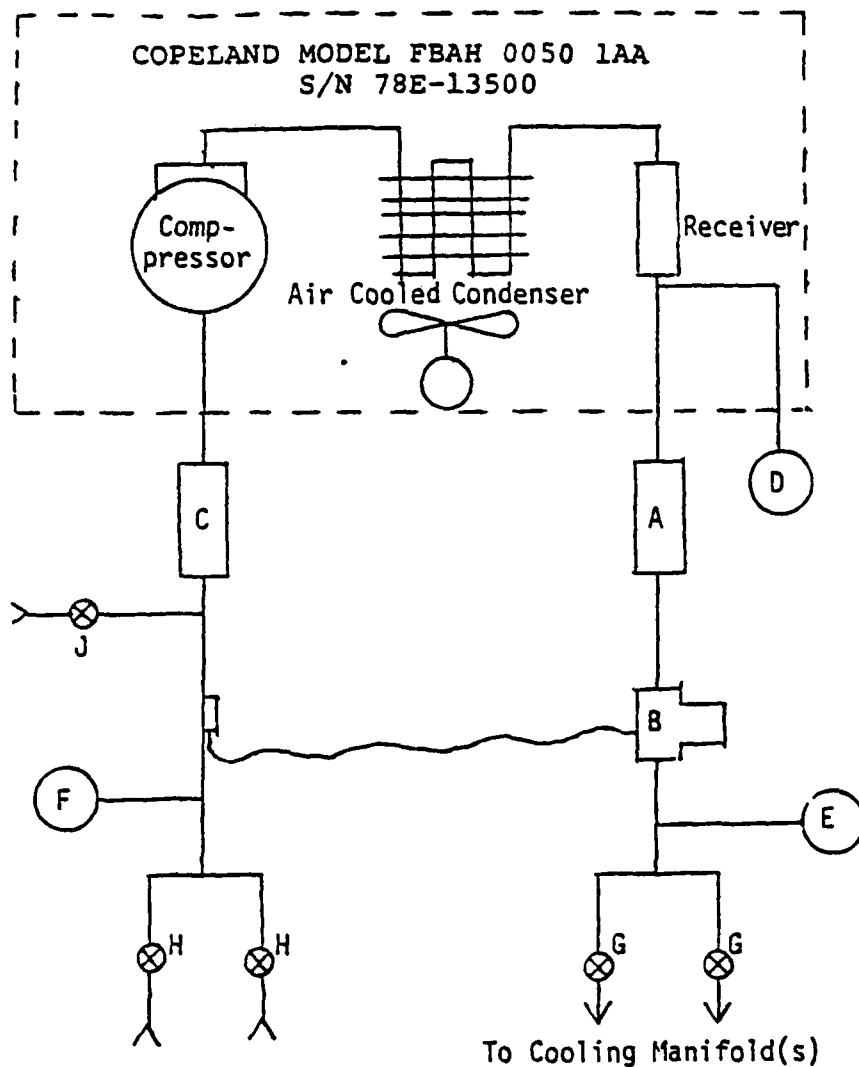 COPELAND MODEL FBAH 0050 1AA
S/N 78E-13500
Comp-
pressor
Receiver
Air Cooled Condenser
D
C
A
J
B
F
E
H
H
G
G
To Cooling Manifold(s)